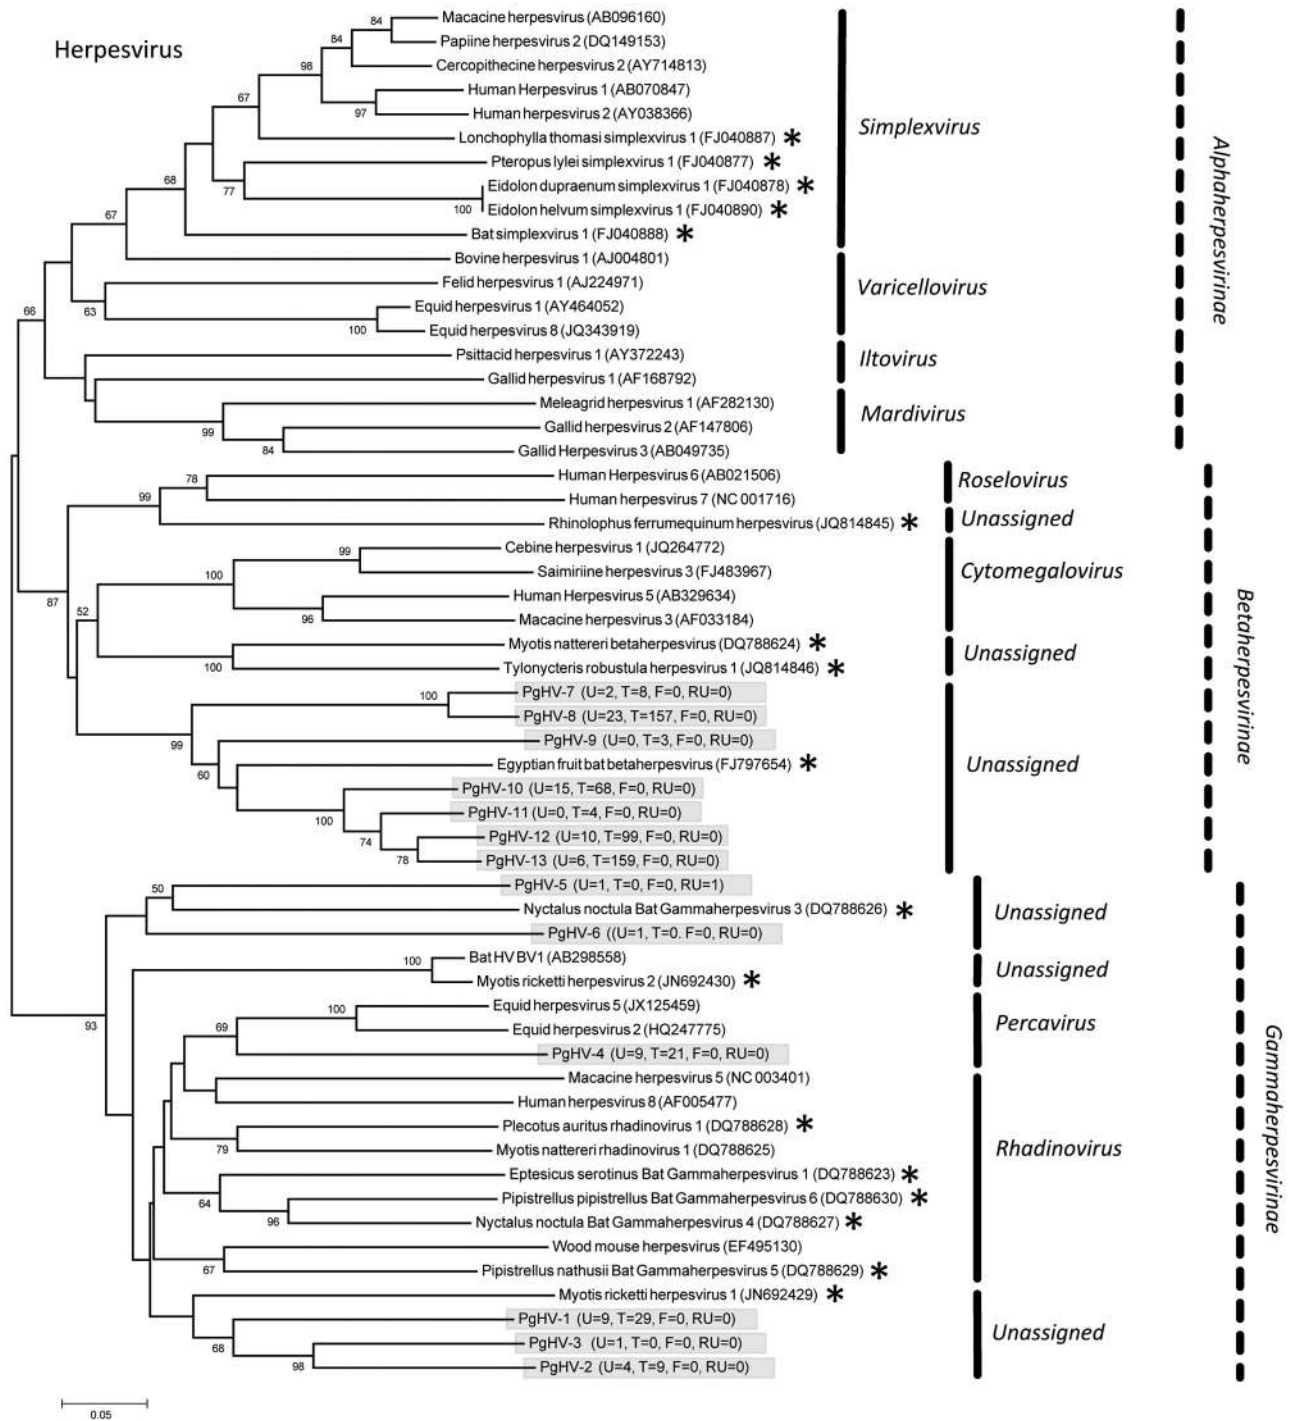 Herpesvirus
84
Macacine herpesvirus (AB096160)
84
Papiine herpesvirus 2 (DQ149153)
98
Cercopithecine herpesvirus 2 (AY714813)
67
Human Herpesvirus 1 (AB070847)
97
Human herpesvirus 2 (AY038366)
Lonchophylla thomasi simplexvirus 1 (FJ040887) *
Simplexvirus
68
Pteropus lylei simplexvirus 1 (FJ040877) *
77
Eidolon dupraenum simplexvirus 1 (FJ040878) *
100
Eidolon helvum simplexvirus 1 (FJ040890) *
67
Bat simplexvirus 1 (FJ040888) *
Bovine herpesvirus 1 (AJ004801)
Felid herpesvirus 1 (AJ224971)
Varicellovirus
63
Equid herpesvirus 1 (AY464052)
66
100
Equid herpesvirus 8 (JQ343919)
Psittacid herpesvirus 1 (AY372243)
Iltovirus
Gallid herpesvirus 1 (AF168792)
Meleagrid herpesvirus 1 (AF282130)
Mardivirus
99
Gallid herpesvirus 2 (AF147806)
84
Gallid Herpesvirus 3 (AB049735)
Alphaherpesvirinae
78
Human Herpesvirus 6 (AB021506)
Roselovirus
99
Human herpesvirus 7 (NC 001716)
Rhinolophus ferrumequinum herpesvirus (JQ814845) *
Unassigned
99
Cebine herpesvirus 1 (JQ264772)
100
Saimiriine herpesvirus 3 (FJ483967)
Cytomegalovirus
87
52
Human Herpesvirus 5 (AB329634)
96
Macacine herpesvirus 3 (AF033184)
Myotis nattereri betaherpesvirus (DQ788624) *
Unassigned
100
Tylonycteris robustula herpesvirus 1 (JQ814846) *
100
PgHV-7 (U=2, T=8, F=0, RU=0)
PgHV-8 (U=23, T=157, F=0, RU=0)
99
PgHV-9 (U=0, T=3, F=0, RU=0)
60
Egyptian fruit bat betaherpesvirus (FJ797654) *
Unassigned
PgHV-10 (U=15, T=68, F=0, RU=0)
100
PgHV-11 (U=0, T=4, F=0, RU=0)
74
PgHV-12 (U=10, T=99, F=0, RU=0)
78
PgHV-13 (U=6, T=159, F=0, RU=0)
Betaherpesvirinae
50
PgHV-5 (U=1, T=0, F=0, RU=1)
Nyctalus noctula Bat Gammaherpesvirus 3 (DQ788626) *
Unassigned
PgHV-6 ((U=1, T=0. F=0, RU=0)
100
Bat HV BV1 (AB298558)
Unassigned
Myotis ricketti herpesvirus 2 (JN692430) *
93
100
Equid herpesvirus 5 (JX125459)
69
Equid herpesvirus 2 (HQ247775)
Percavirus
PgHV-4 (U=9, T=21, F=0, RU=0)
Macacine herpesvirus 5 (NC 003401)
Human herpesvirus 8 (AF005477)
Plecotus auritus rhadinovirus 1 (DQ788628) *
79
Myotis nattereri rhadinovirus 1 (DQ788625)
Rhadinovirus
Eptesicus serotinus Bat Gammaherpesvirus 1 (DQ788623) *
64
Pipistrellus pipistrellus Bat Gammaherpesvirus 6 (DQ788630) *
96
Nyctalus noctula Bat Gammaherpesvirus 4 (DQ788627) *
Wood mouse herpesvirus (EF495130)
67
Pipistrellus nathusii Bat Gammaherpesvirus 5 (DQ788629) *
Myotis ricketti herpesvirus 1 (JN692429) *
PgHV-1 (U=9, T=29, F=0, RU=0)
Unassigned
68
PgHV-3 (U=1, T=0, F=0, RU=0)
98
PgHV-2 (U=4, T=9, F=0, RU=0)
Gammaherpesvirinae
0.05